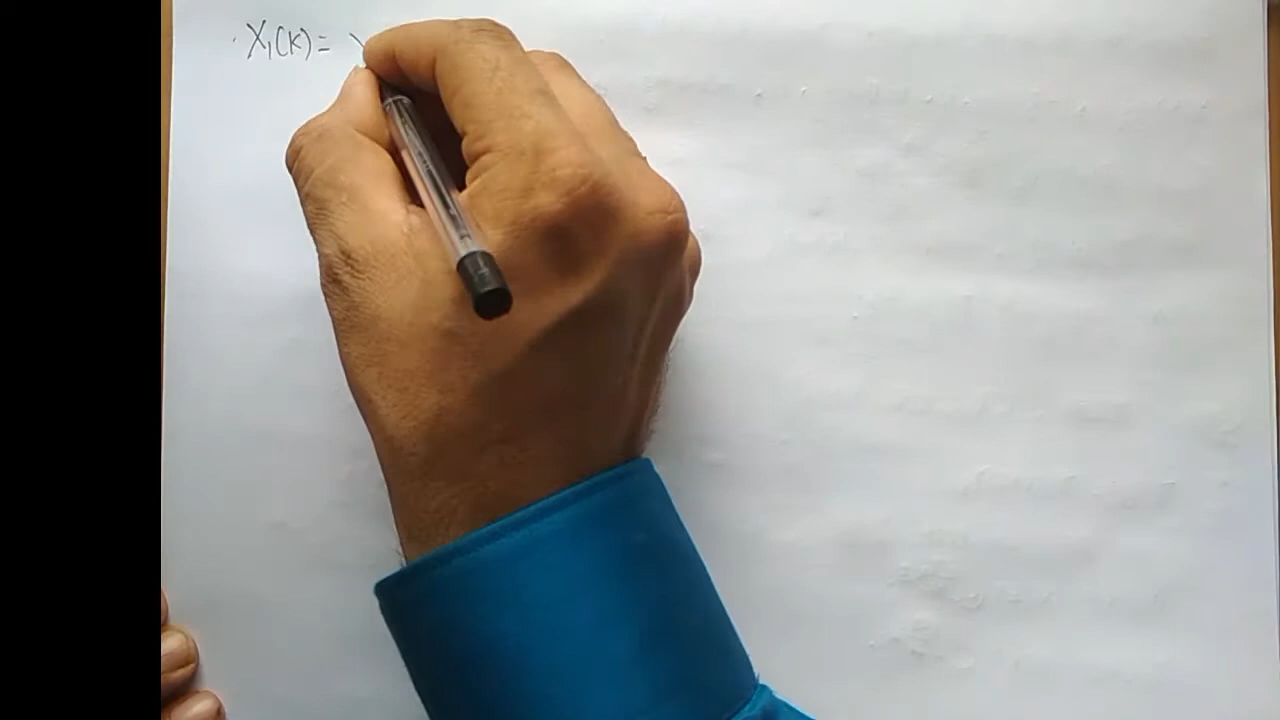 X₁(K) =